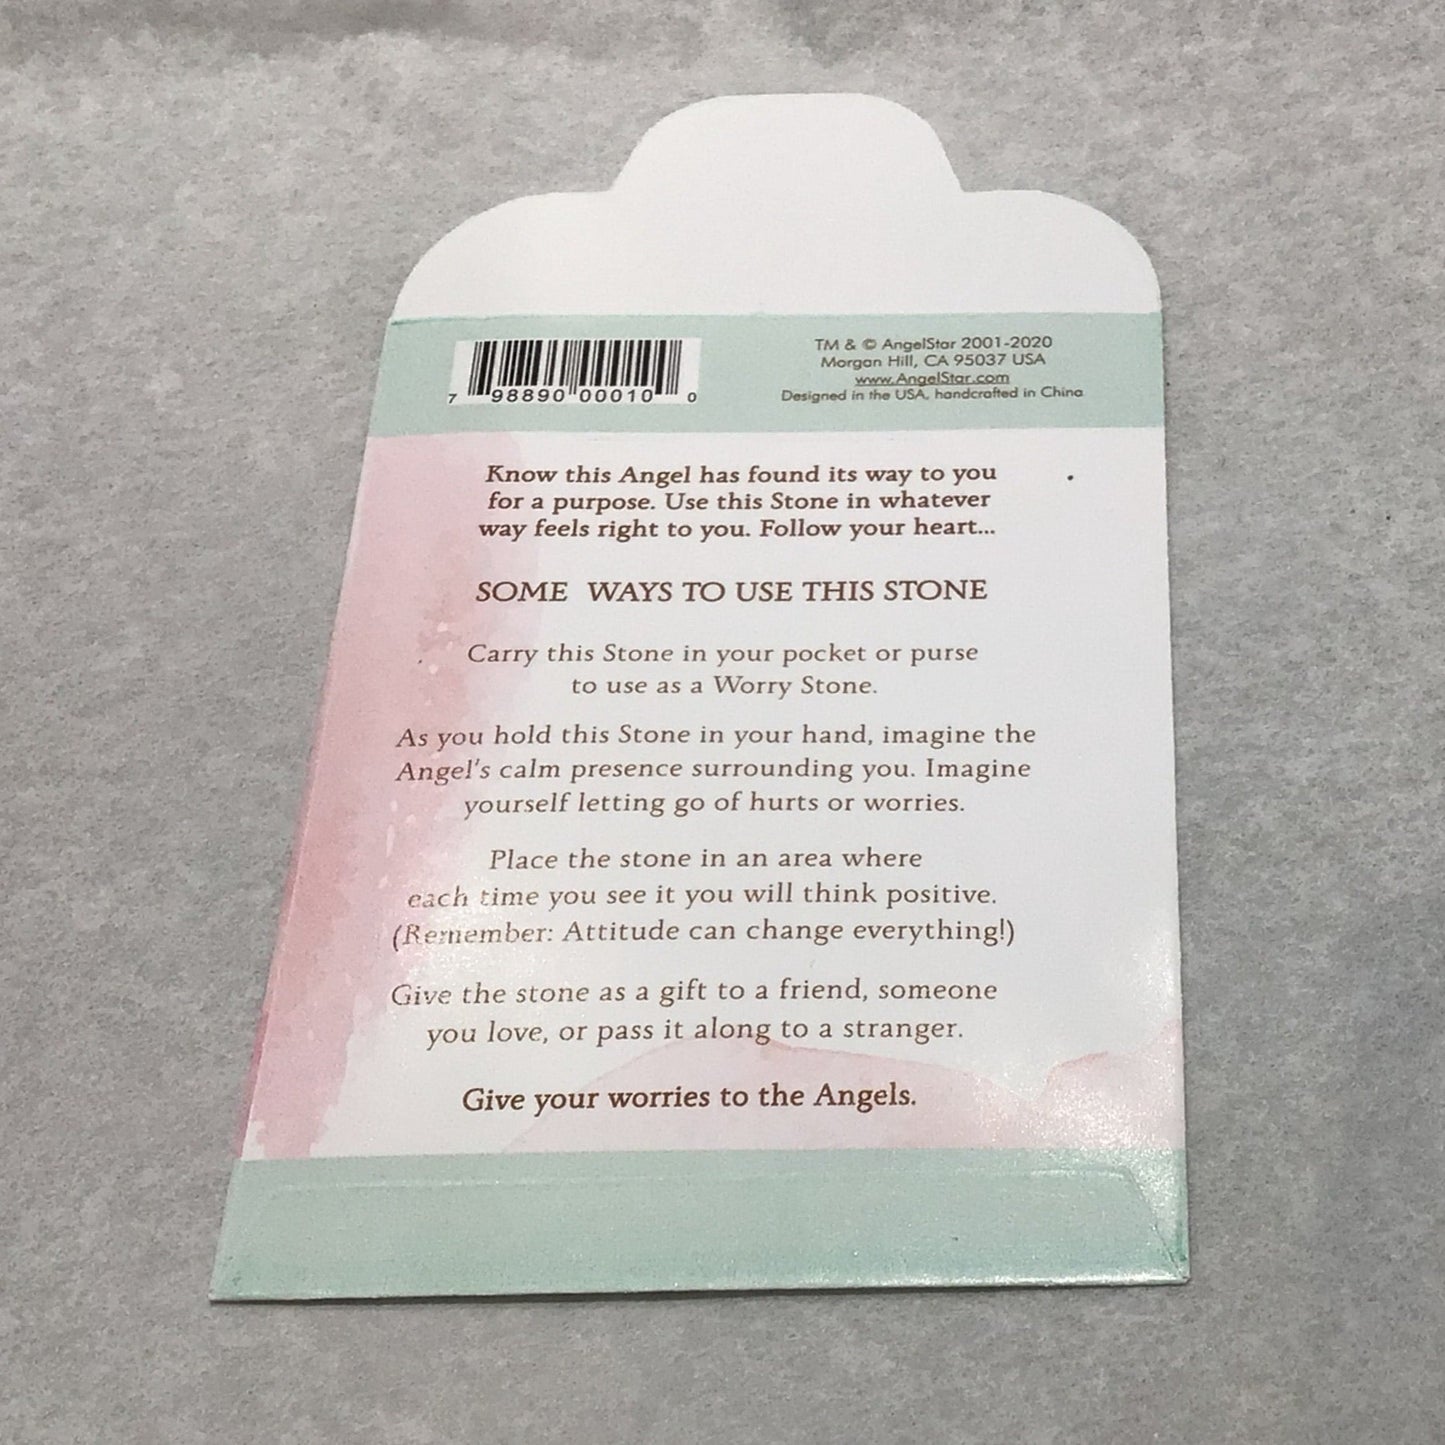 7 98890 00010 0
TM & © AngelStar 2001-2020
Morgan Hill, CA 95037 USA
www.AngelStar.com
Designed in the USA, handcrafted in China
Know this Angel has found its way to you
for a purpose. Use this Stone in whatever
way feels right to you. Follow your heart...
SOME WAYS TO USE THIS STONE
Carry this Stone in your pocket or purse
to use as a Worry Stone.
As you hold this Stone in your hand, imagine the
Angel's calm presence surrounding you. Imagine
yourself letting go of hurts or worries.
Place the stone in an area where
each time you see it you will think positive.
(Remember: Attitude can change everything!)
Give the stone as a gift to a friend, someone
you love, or pass it along to a stranger.
Give your worries to the Angels.